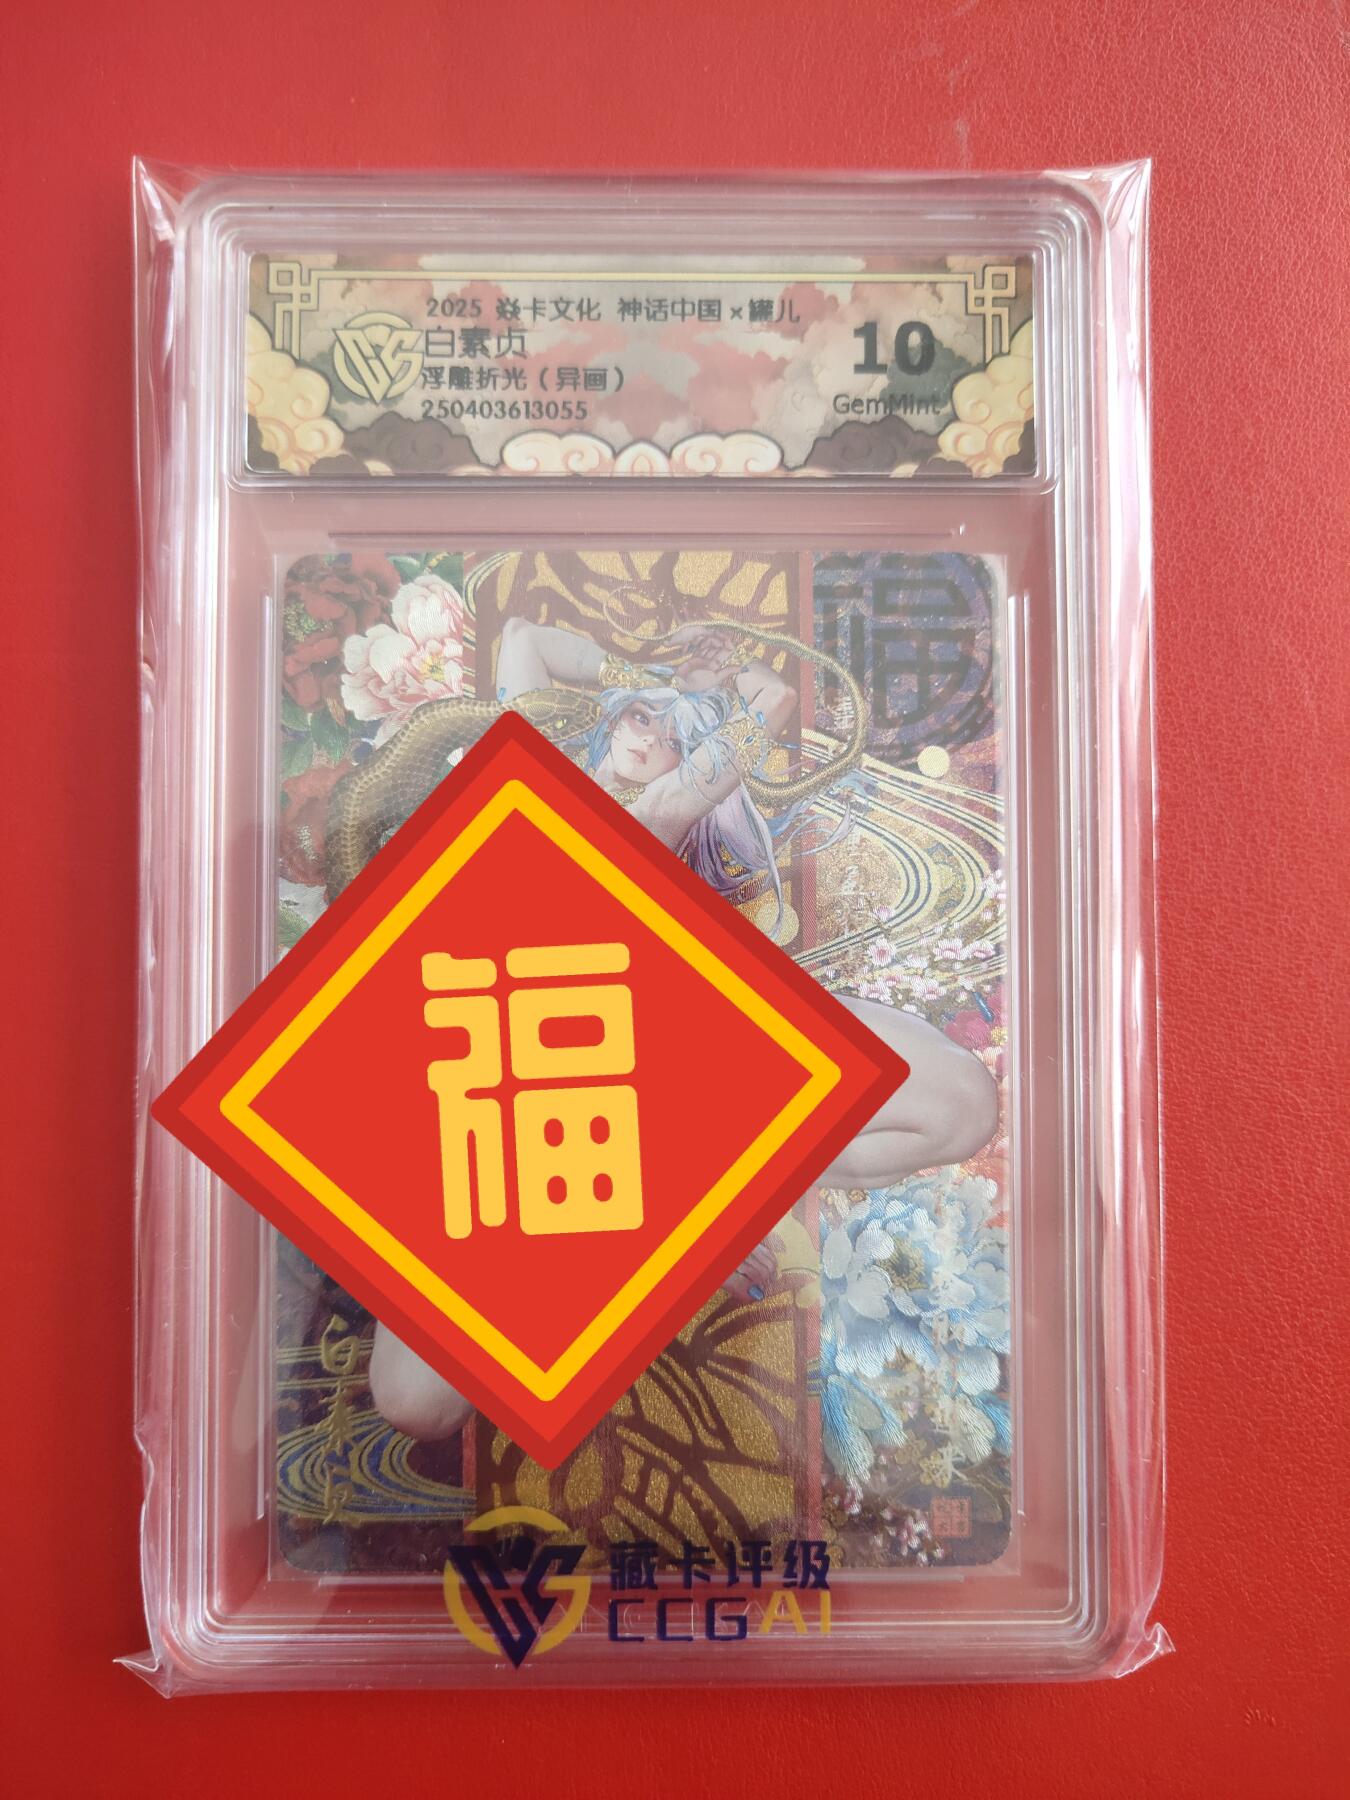 2025 焱卡文化 神话中国×罐儿
白素贞
浮雕折光（异画）
250403613055
10
GemMint
福
福
白素贞
藏卡评级
CCGAI